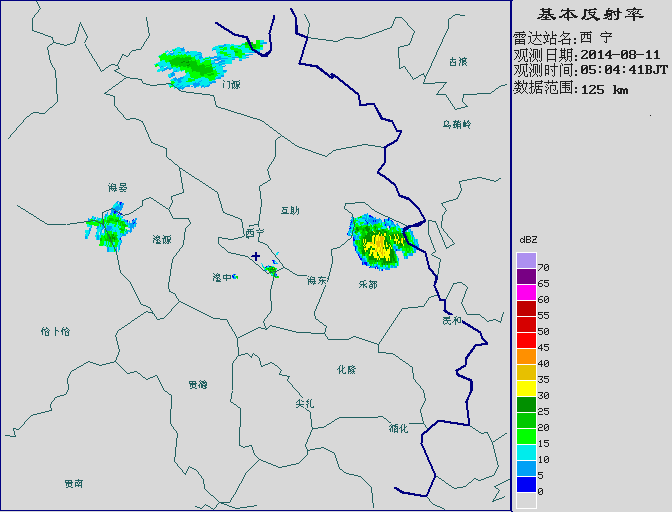 基本反射率
雷达站名:西 宁
观测日期:2014-08-11
观测时间:05:04:41BJT
数据范围:125 km
古浪
门源
乌鞘岭
海晏
互助
湟源
西宁
湟中
海东
乐都
民和
恰卜恰
化隆
贵德
尖扎
循化
贵南
dBZ
70
65
60
55
50
45
40
35
30
25
20
15
10
5
0